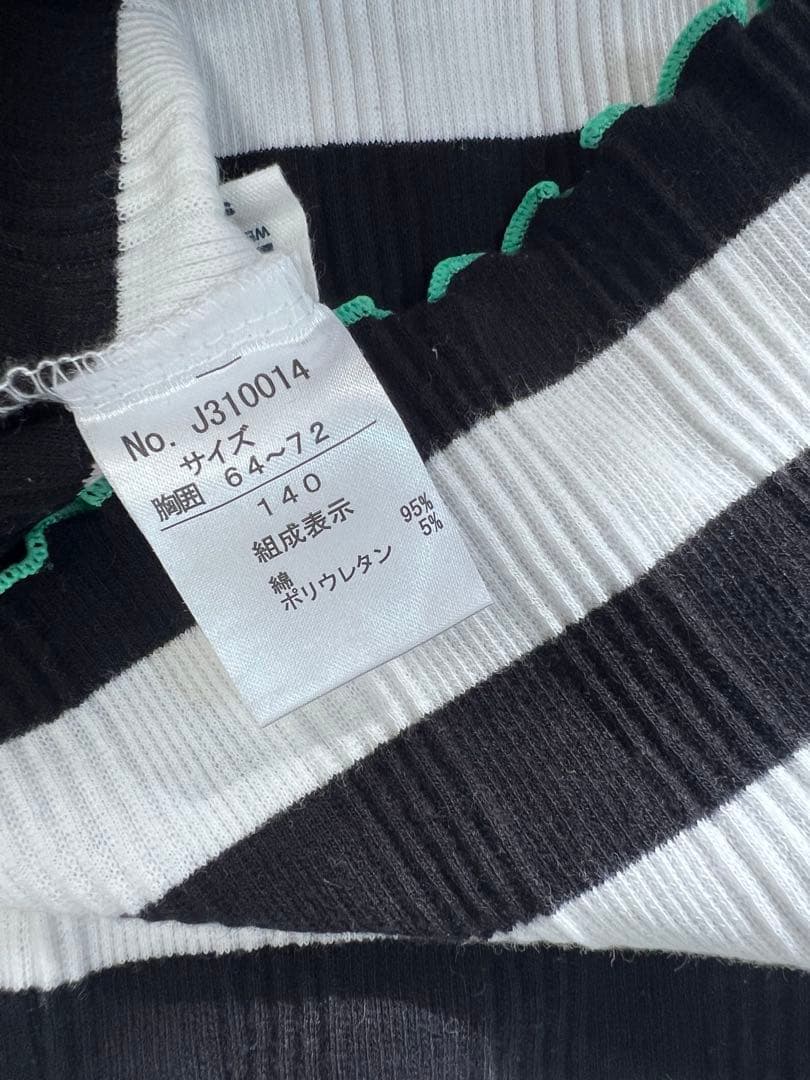 No. J310014
サイズ
胸囲 64～72
140
組成表示
綿 95%
ポリウレタン 5%